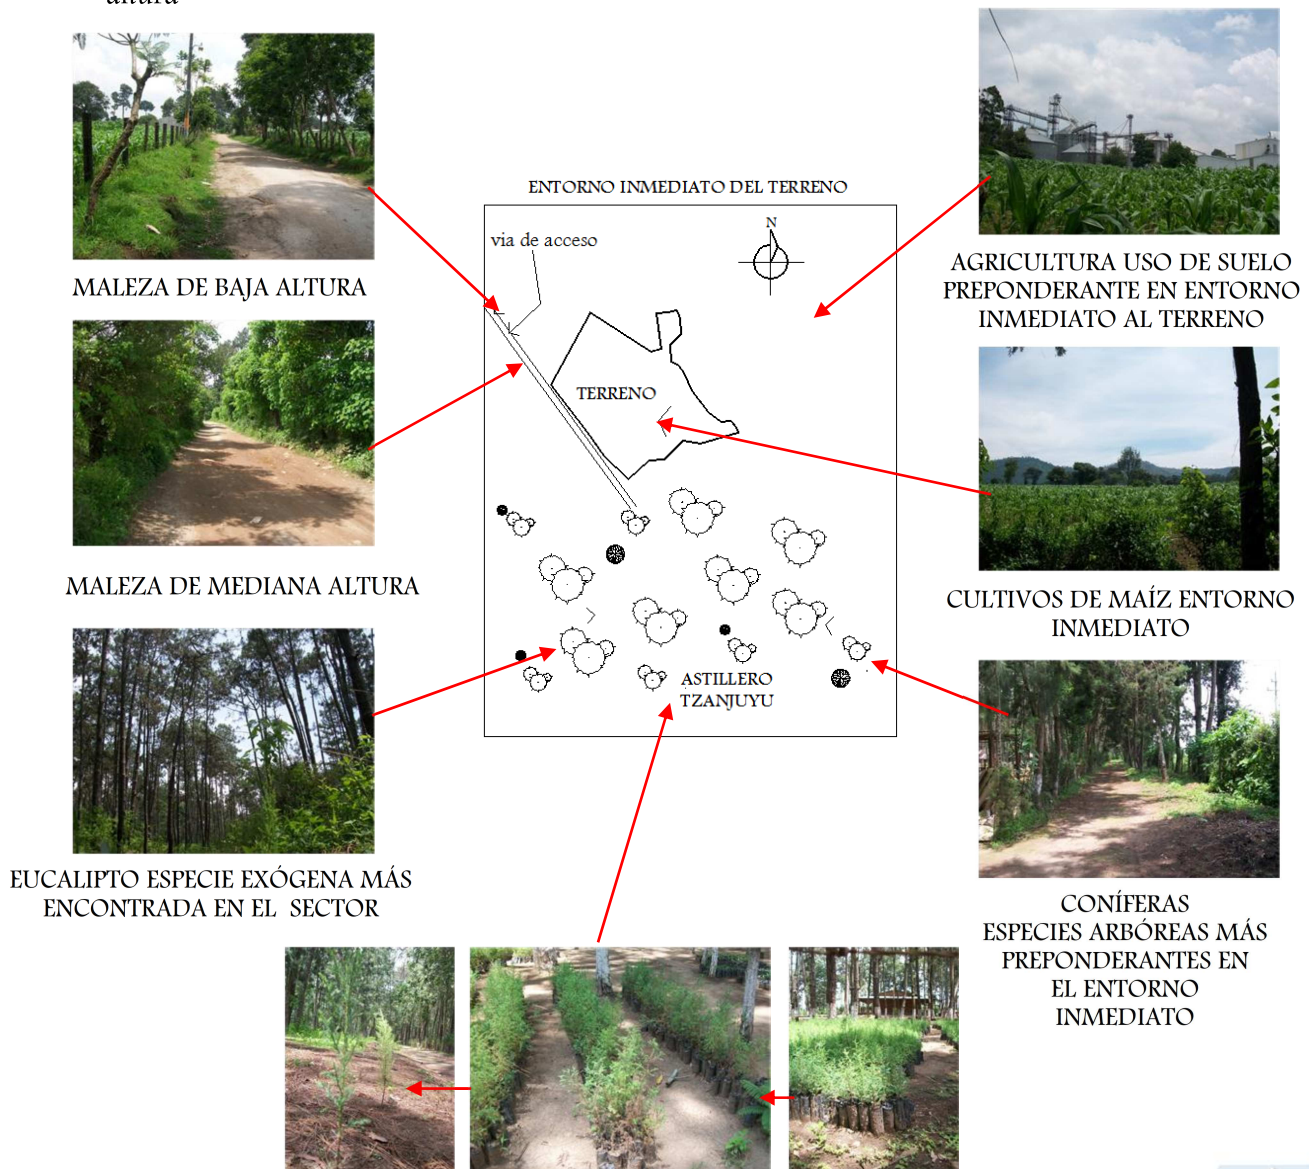 altura
ENTORNO INMEDIATO DEL TERRENO
N
via de acceso
TERRENO
ASTILLERO
TZANJUYU
MALEZA DE BAJA ALTURA
MALEZA DE MEDIANA ALTURA
EUCALIPTO ESPECIE EXÓGENA MÁS
ENCONTRADA EN EL SECTOR
AGRICULTURA USO DE SUELO
PREPONDERANTE EN ENTORNO
INMEDIATO AL TERRENO
CULTIVOS DE MAÍZ ENTORNO
INMEDIATO
CONÍFERAS
ESPECIES ARBÓREAS MÁS
PREPONDERANTES EN
EL ENTORNO
INMEDIATO